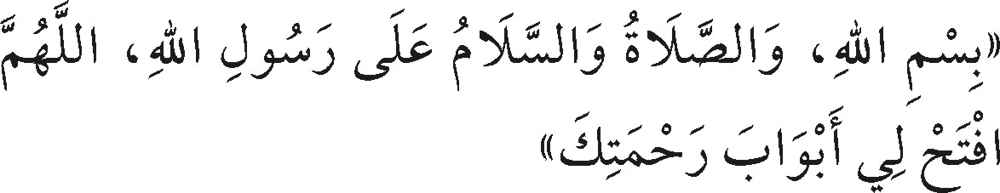 «بِسْمِ اللهِ، وَالصَّلَاةُ وَالسَّلَامُ عَلَى رَسُولِ اللهِ، اللَّهُمَّ
افْتَحْ لِي أَبْوَابَ رَحْمَتِكَ»